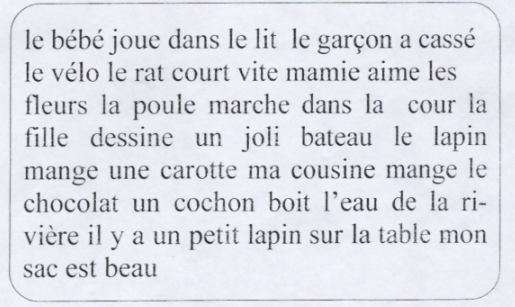 le bébé joue dans le lit le garçon a cassé
le vélo le rat court vite mamie aime les
fleurs la poule marche dans la cour la
fille dessine un joli bateau le lapin
mange une carotte ma cousine mange le
chocolat un cochon boit l'eau de la ri-
vière il y a un petit lapin sur la table mon
sac est beau